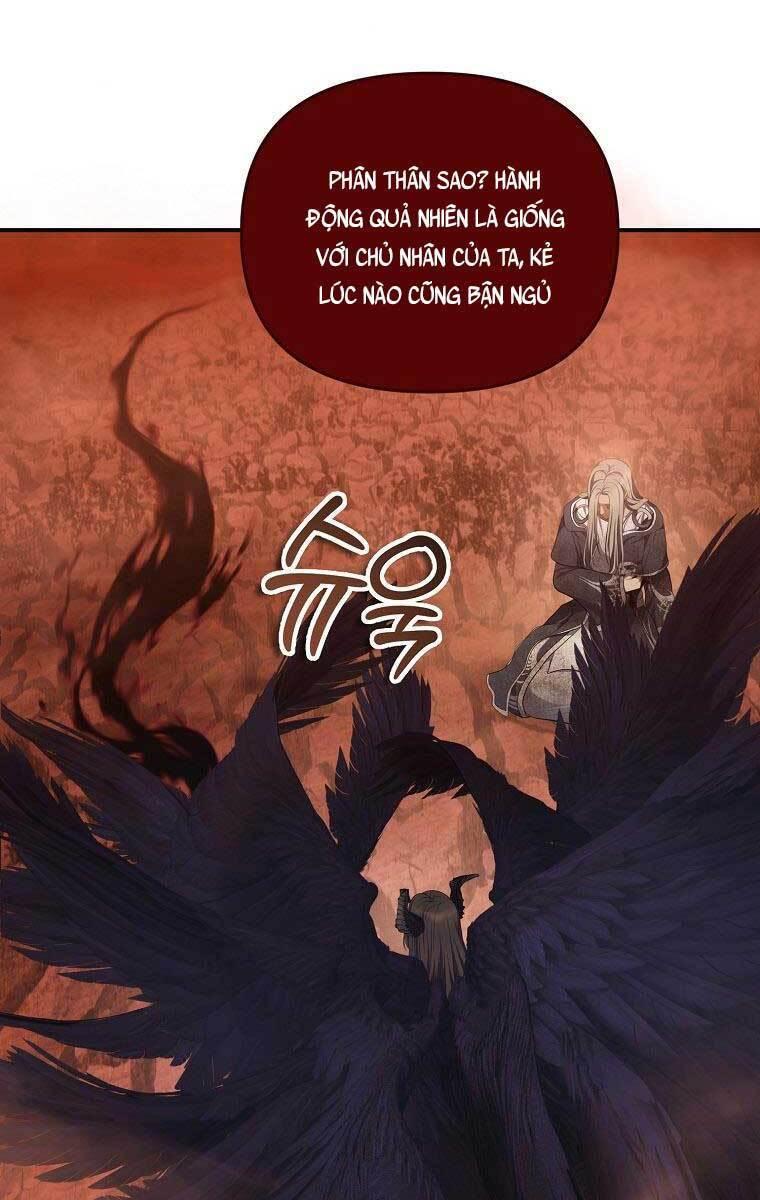 PHÂN THÂN SAO? HÀNH
ĐỘNG QUẢ NHIÊN LÀ GIỐNG
VỚI CHỦ NHÂN CỦA TA, KẺ
LÚC NÀO CŨNG BẬN NGỦ
슈욱